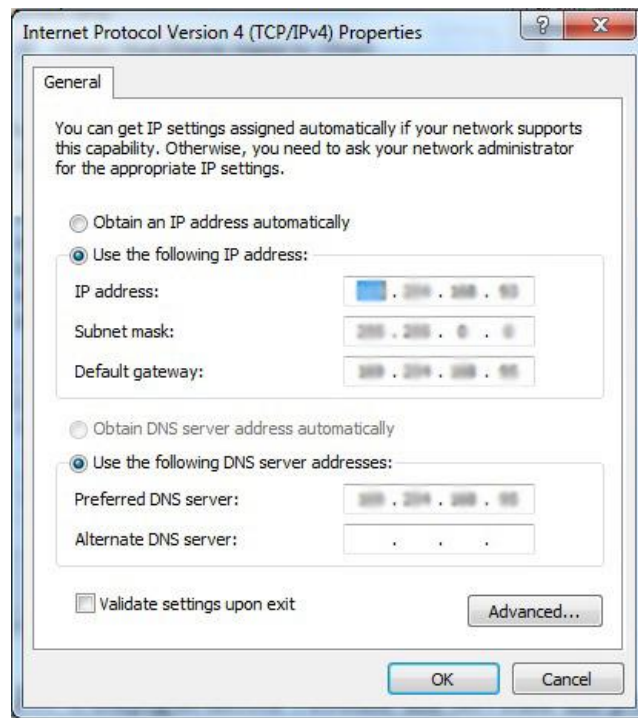 Internet Protocol Version 4 (TCP/IPv4) Properties
General
You can get IP settings assigned automatically if your network supports
this capability. Otherwise, you need to ask your network administrator
for the appropriate IP settings.
Obtain an IP address automatically
Use the following IP address:
IP address:
Subnet mask:
Default gateway:
Obtain DNS server address automatically
Use the following DNS server addresses:
Preferred DNS server:
Alternate DNS server:
Validate settings upon exit
Advanced...
OK
Cancel